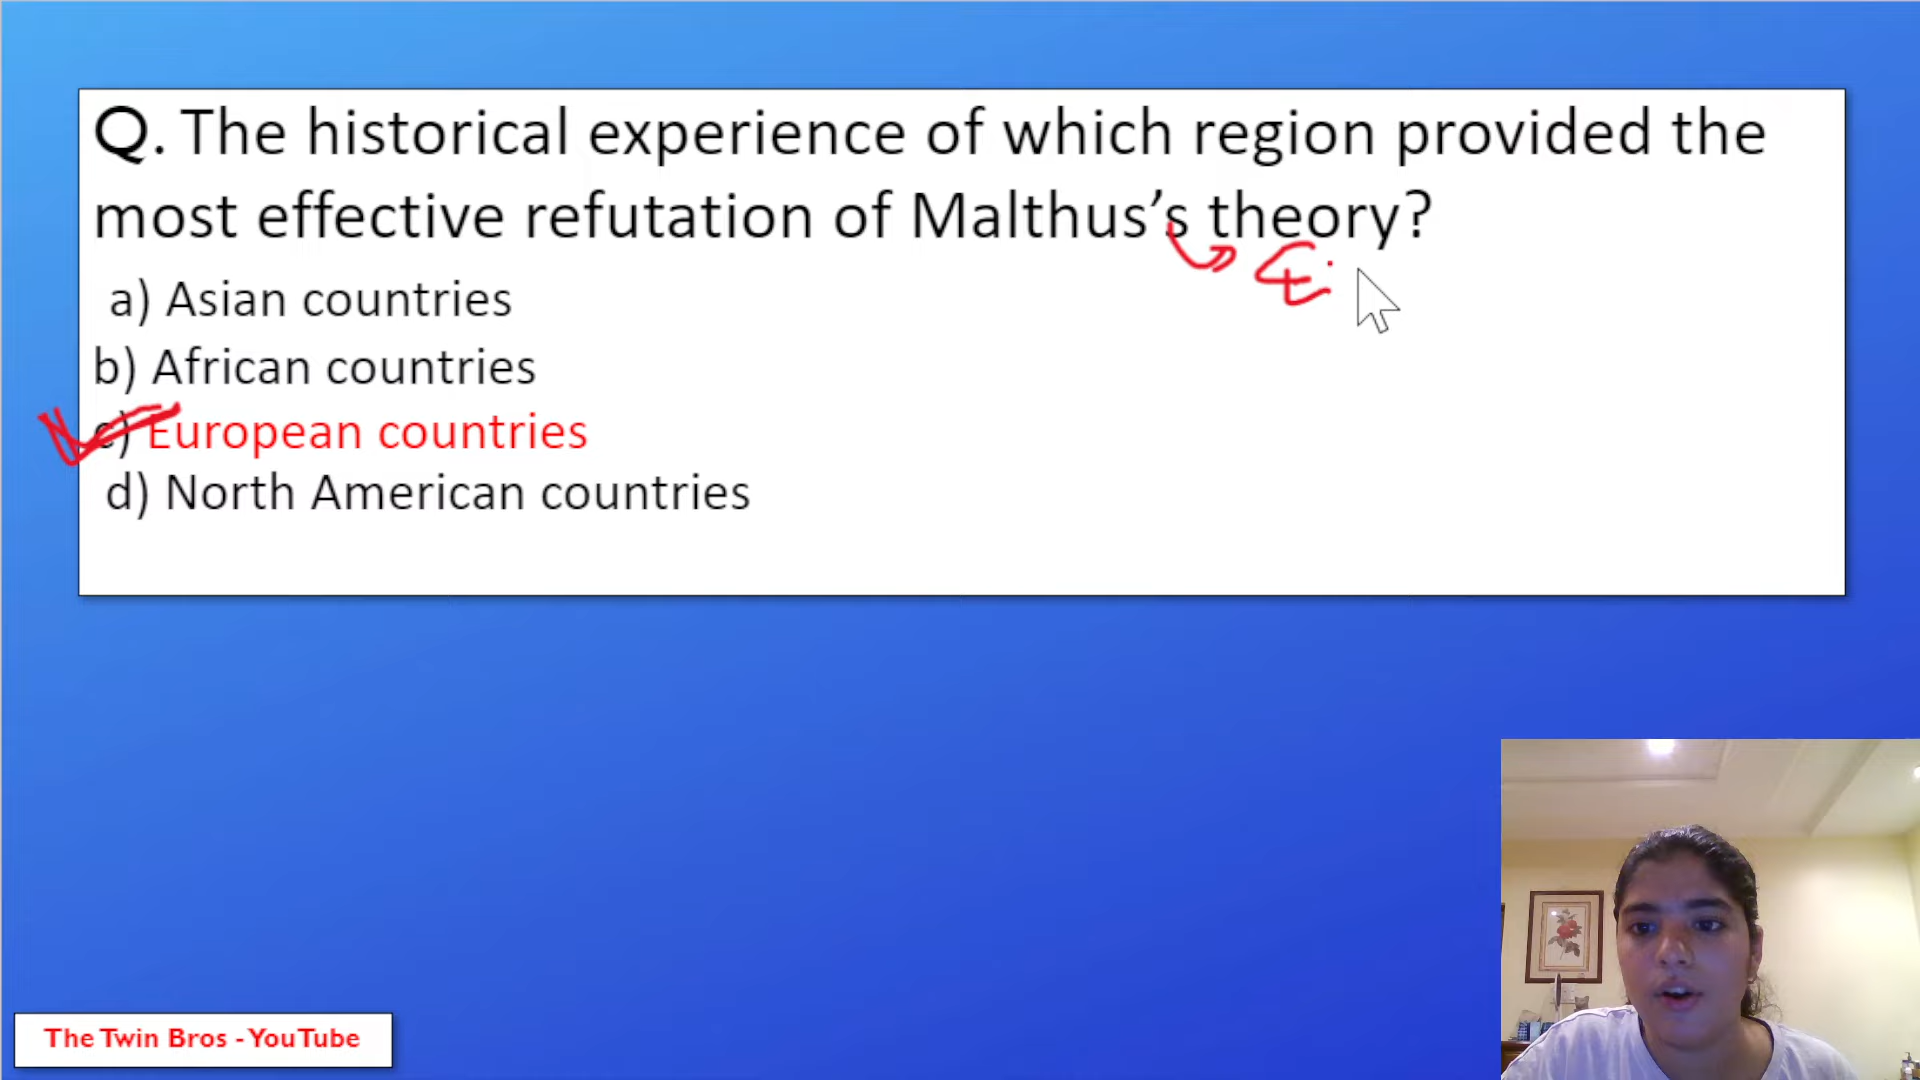 Q. The historical experience of which region provided the
most effective refutation of Malthus’s theory?
a) Asian countries
b) African countries
c) European countries
d) North American countries
The Twin Bros - YouTube